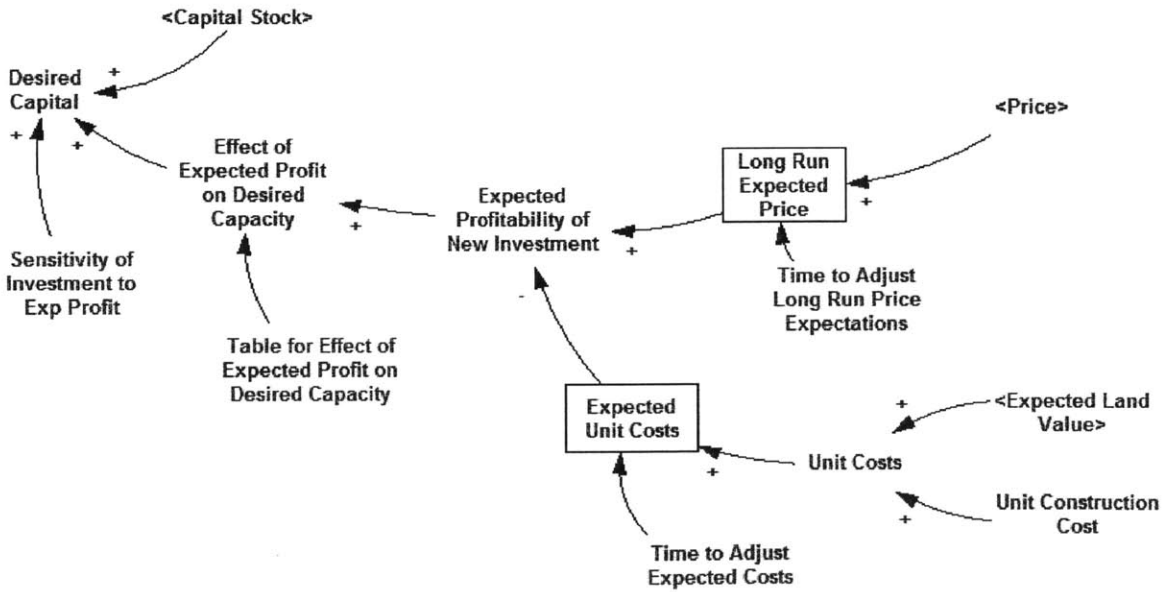 <Capital Stock>
+
Desired
Capital
+
+
Effect of
Expected Profit
on Desired
Capacity
+
Sensitivity of
Investment to
Exp Profit
Table for Effect of
Expected Profit on
Desired Capacity
Expected
Profitability of
New Investment
+
-
<Price>
Long Run
Expected
Price
+
Time to Adjust
Long Run Price
Expectations
Expected
Unit Costs
+
Time to Adjust
Expected Costs
Unit Costs
+
<Expected Land
Value>
+
Unit Construction
Cost